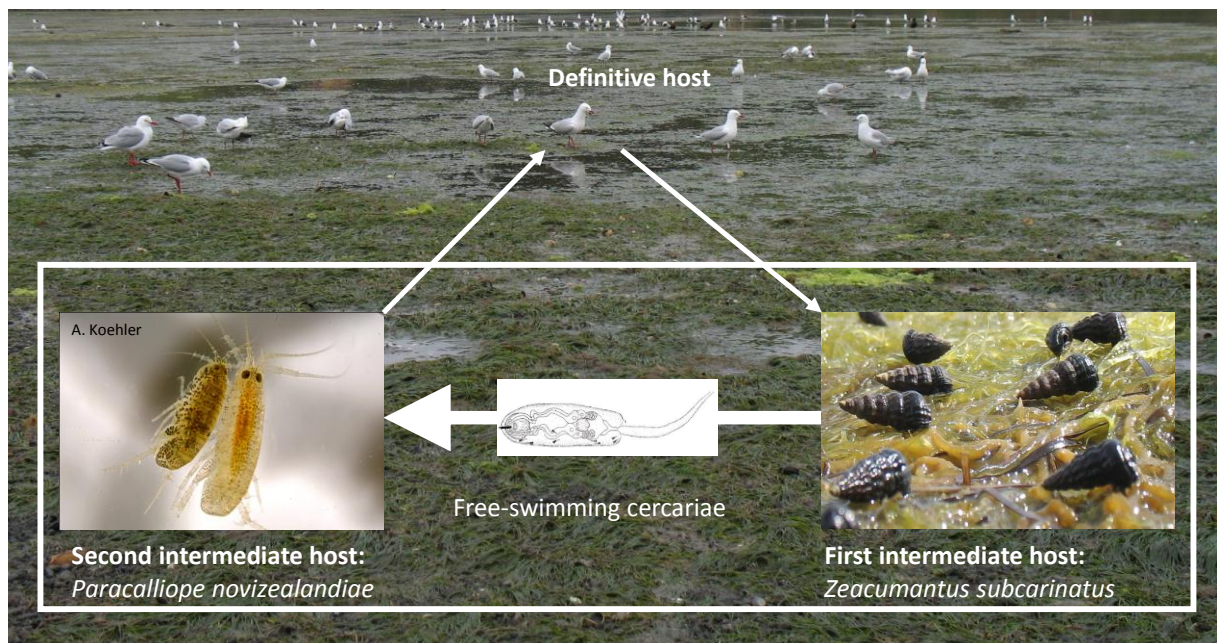 Definitive host
A. Koehler
Free-swimming cercariae
Second intermediate host:
Paracalliope novizealandiae
First intermediate host:
Zeacumantus subcarinatus